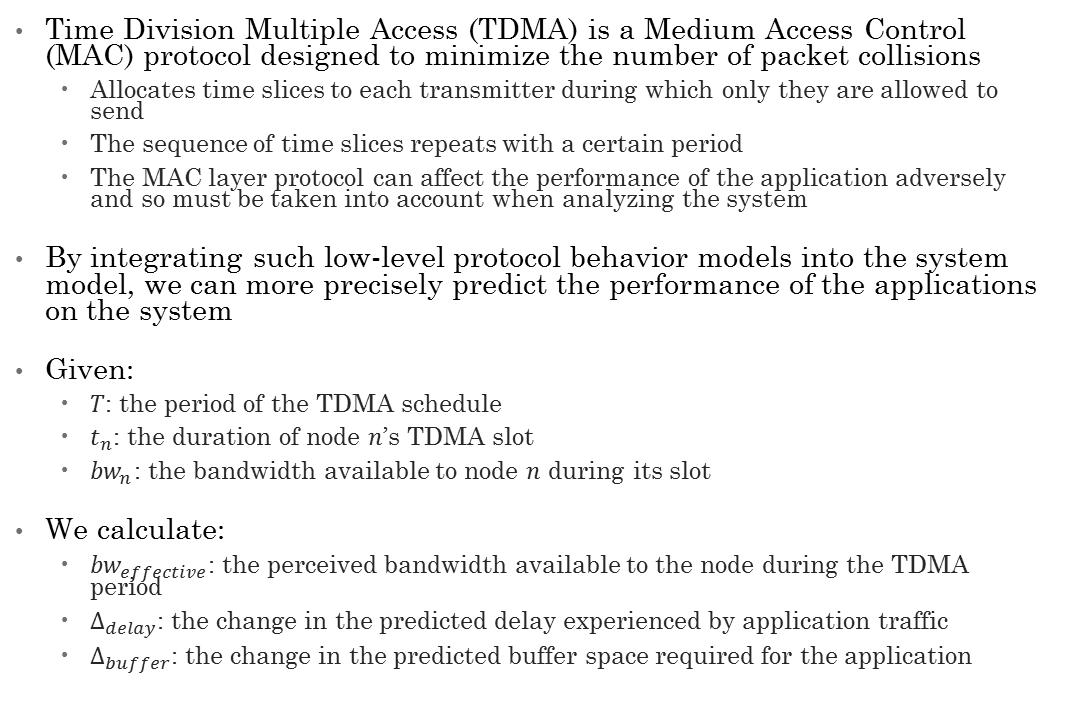 • Time Division Multiple Access (TDMA) is a Medium Access Control
(MAC) protocol designed to minimize the number of packet collisions
• Allocates time slices to each transmitter during which only they are allowed to
send
• The sequence of time slices repeats with a certain period
• The MAC layer protocol can affect the performance of the application adversely
and so must be taken into account when analyzing the system
• By integrating such low-level protocol behavior models into the system
model, we can more precisely predict the performance of the applications
on the system
• Given:
• T: the period of the TDMA schedule
• tₙ: the duration of node n’s TDMA slot
• bwₙ: the bandwidth available to node n during its slot
• We calculate:
• bw_effective: the perceived bandwidth available to the node during the TDMA
period
• Δ_delay: the change in the predicted delay experienced by application traffic
• Δ_buffer: the change in the predicted buffer space required for the application